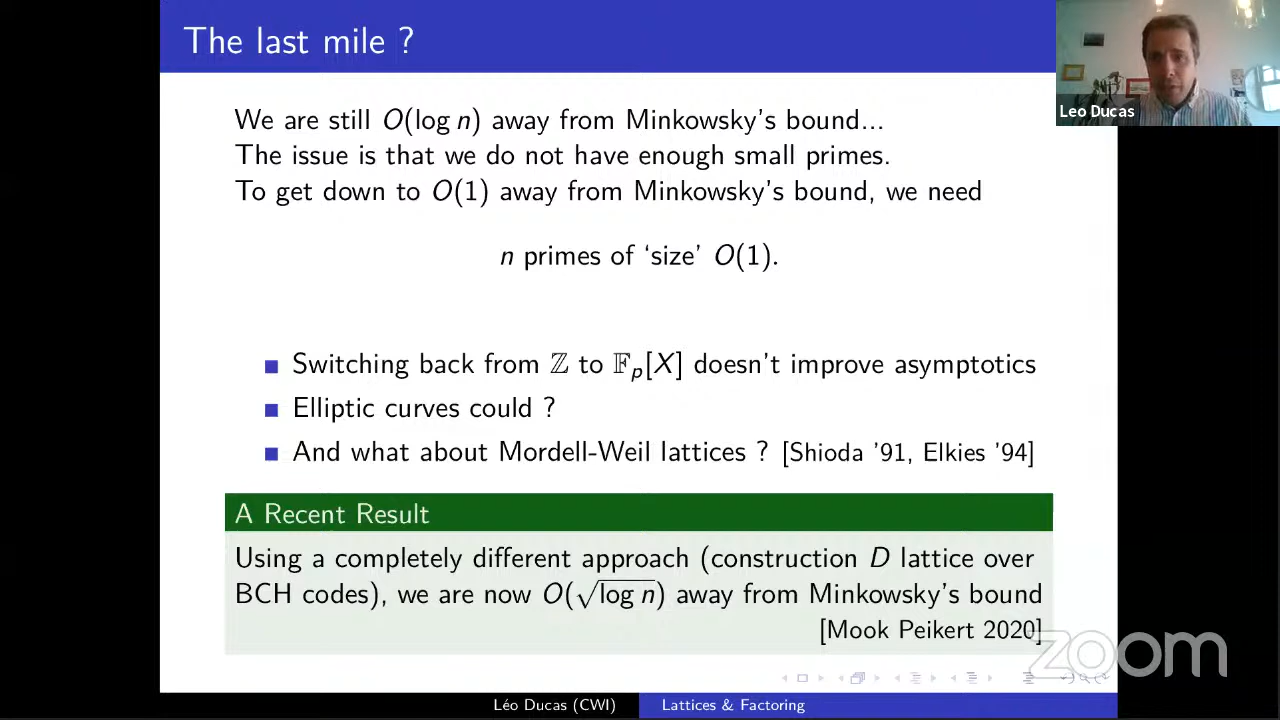 The last mile ?
Leo Ducas
We are still O(log n) away from Minkowsky's bound...
The issue is that we do not have enough small primes.
To get down to O(1) away from Minkowsky's bound, we need
n primes of ‘size’ O(1).
Switching back from ℤ to 𝔽ₚ[X] doesn't improve asymptotics
Elliptic curves could ?
And what about Mordell-Weil lattices ? [Shioda '91, Elkies '94]
A Recent Result
Using a completely different approach (construction D lattice over
BCH codes), we are now O(√log n) away from Minkowsky's bound
[Mook Peikert 2020]
zoom
Léo Ducas (CWI) Lattices & Factoring